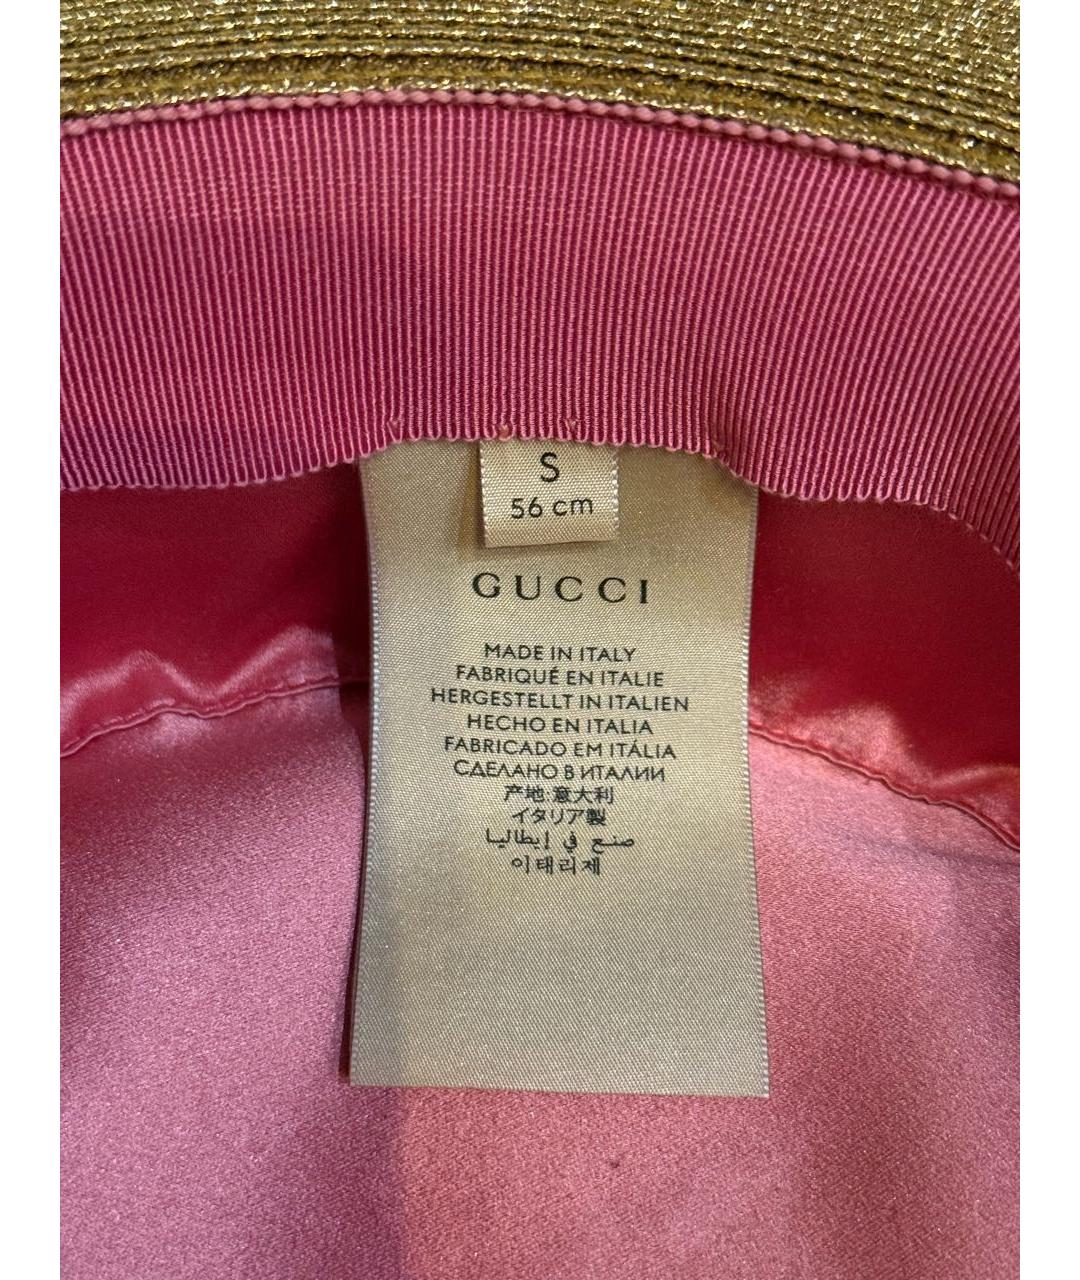 S
56 cm
GUCCI
MADE IN ITALY
FABRIQUÉ EN ITALIE
HERGESTELLT IN ITALIEN
HECHO EN ITALIA
FABRICADO EM ITÁLIA
СДЕЛАНО В ИТАЛИИ
产地:意大利
イタリア製
صنع في إيطاليا
이태리제